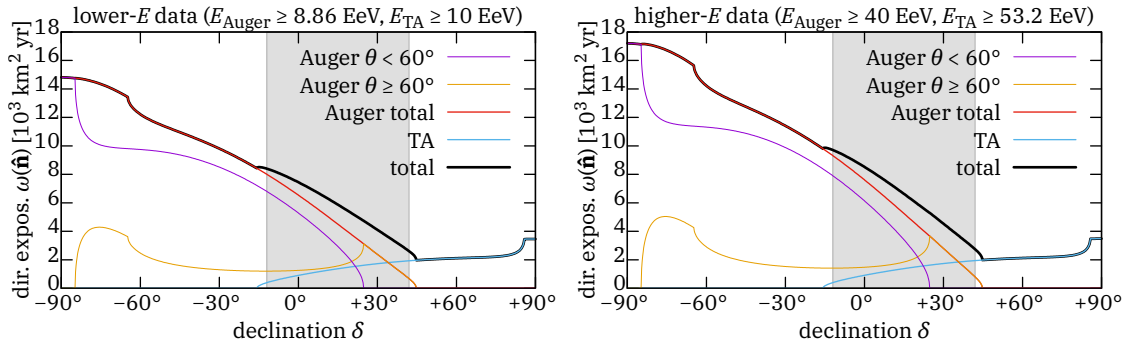 lower-E data (E_Auger ≥ 8.86 EeV, E_TA ≥ 10 EeV)
dir. expos. ω(n̂) [10³ km² yr]
18
16
14
12
10
8
6
4
2
0
Auger θ < 60°
Auger θ ≥ 60°
Auger total
TA
total
−90° −60° −30° 0° +30° +60° +90°
declination δ
higher-E data (E_Auger ≥ 40 EeV, E_TA ≥ 53.2 EeV)
dir. expos. ω(n̂) [10³ km² yr]
18
16
14
12
10
8
6
4
2
0
Auger θ < 60°
Auger θ ≥ 60°
Auger total
TA
total
−90° −60° −30° 0° +30° +60° +90°
declination δ